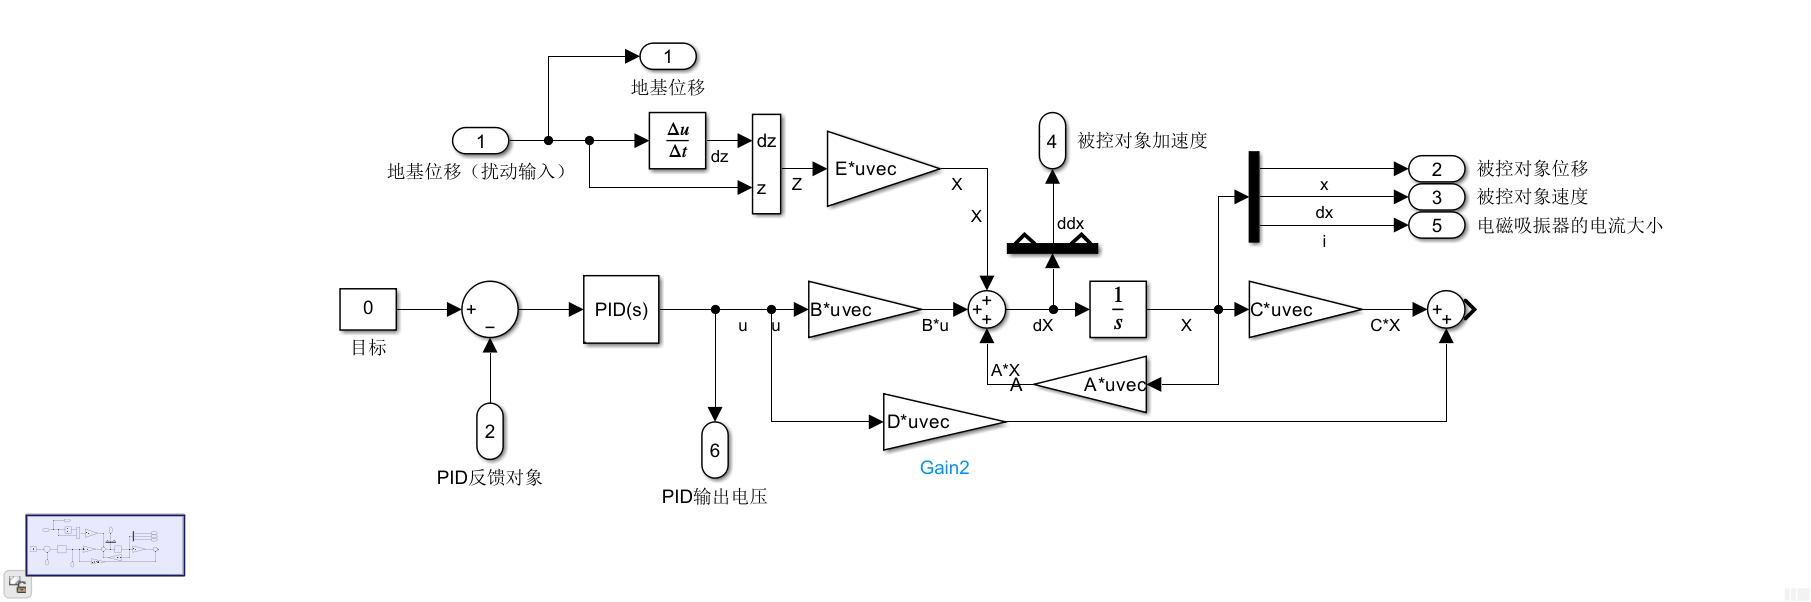 1
地基位移
1
地基位移（扰动输入）
Δu
Δt
dz
dz
z
Z
E*uvec
X
X
4
被控对象加速度
ddx
x
2
被控对象位移
dx
3
被控对象速度
i
5
电磁吸振器的电流大小
0
目标
+
−
PID(s)
u
u
B*uvec
B*u
+
+
+
dX
1
s
X
C*uvec
C*X
+
+
A*X
A
A*uvec
D*uvec
Gain2
2
PID反馈对象
6
PID输出电压